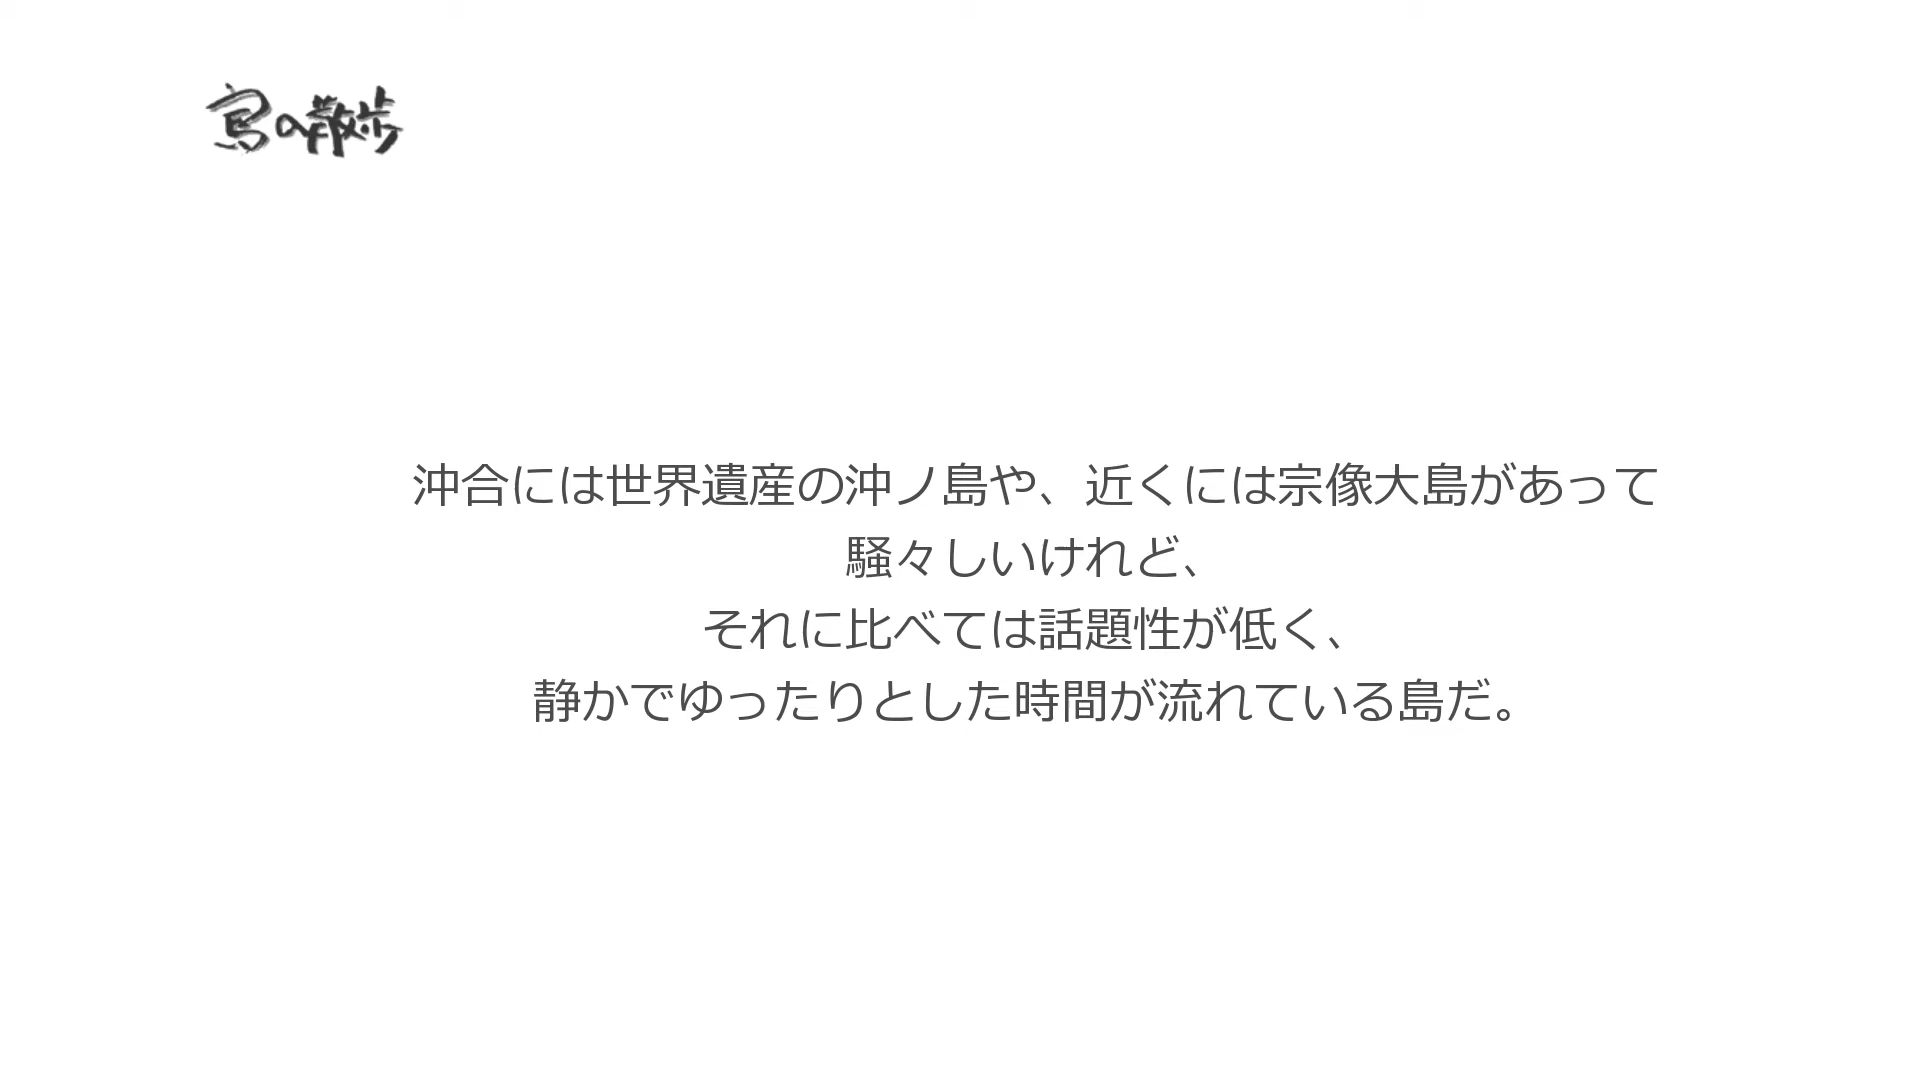 島の散歩
沖合には世界遺産の沖ノ島や、近くには宗像大島があって
騒々しいけれど、
それに比べては話題性が低く、
静かでゆったりとした時間が流れている島だ。